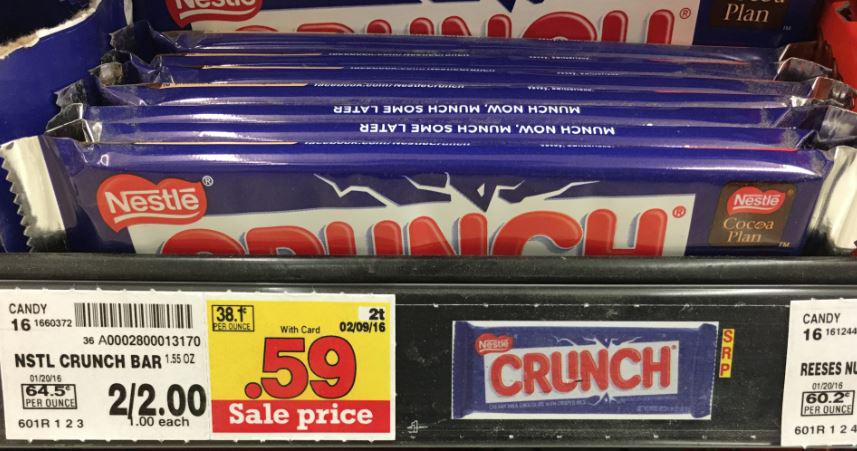 Nestlé
CRUNCH
Cocoa
Plan
TM
MUNCH NOW, MUNCH SOME LATER
MUNCH NOW, MUNCH SOME LATER
Nestlé®
CRUNCH®
Nestlé
Cocoa
Plan
TM
CANDY
16 1660372
36 A0002800013170
NSTL CRUNCH BAR 1.55 OZ
01/20/16
64.5¢
PER OUNCE
2/2.00
1.00 each
601R 1 2 3
38.1¢
PER OUNCE
2t
02/09/16
With Card
.59
Sale price
Nestlé
CRUNCH
SRP
CANDY
16 161244
REESES NU
01/20/16
60.2¢
PER OUNCE
601R 1 2 4